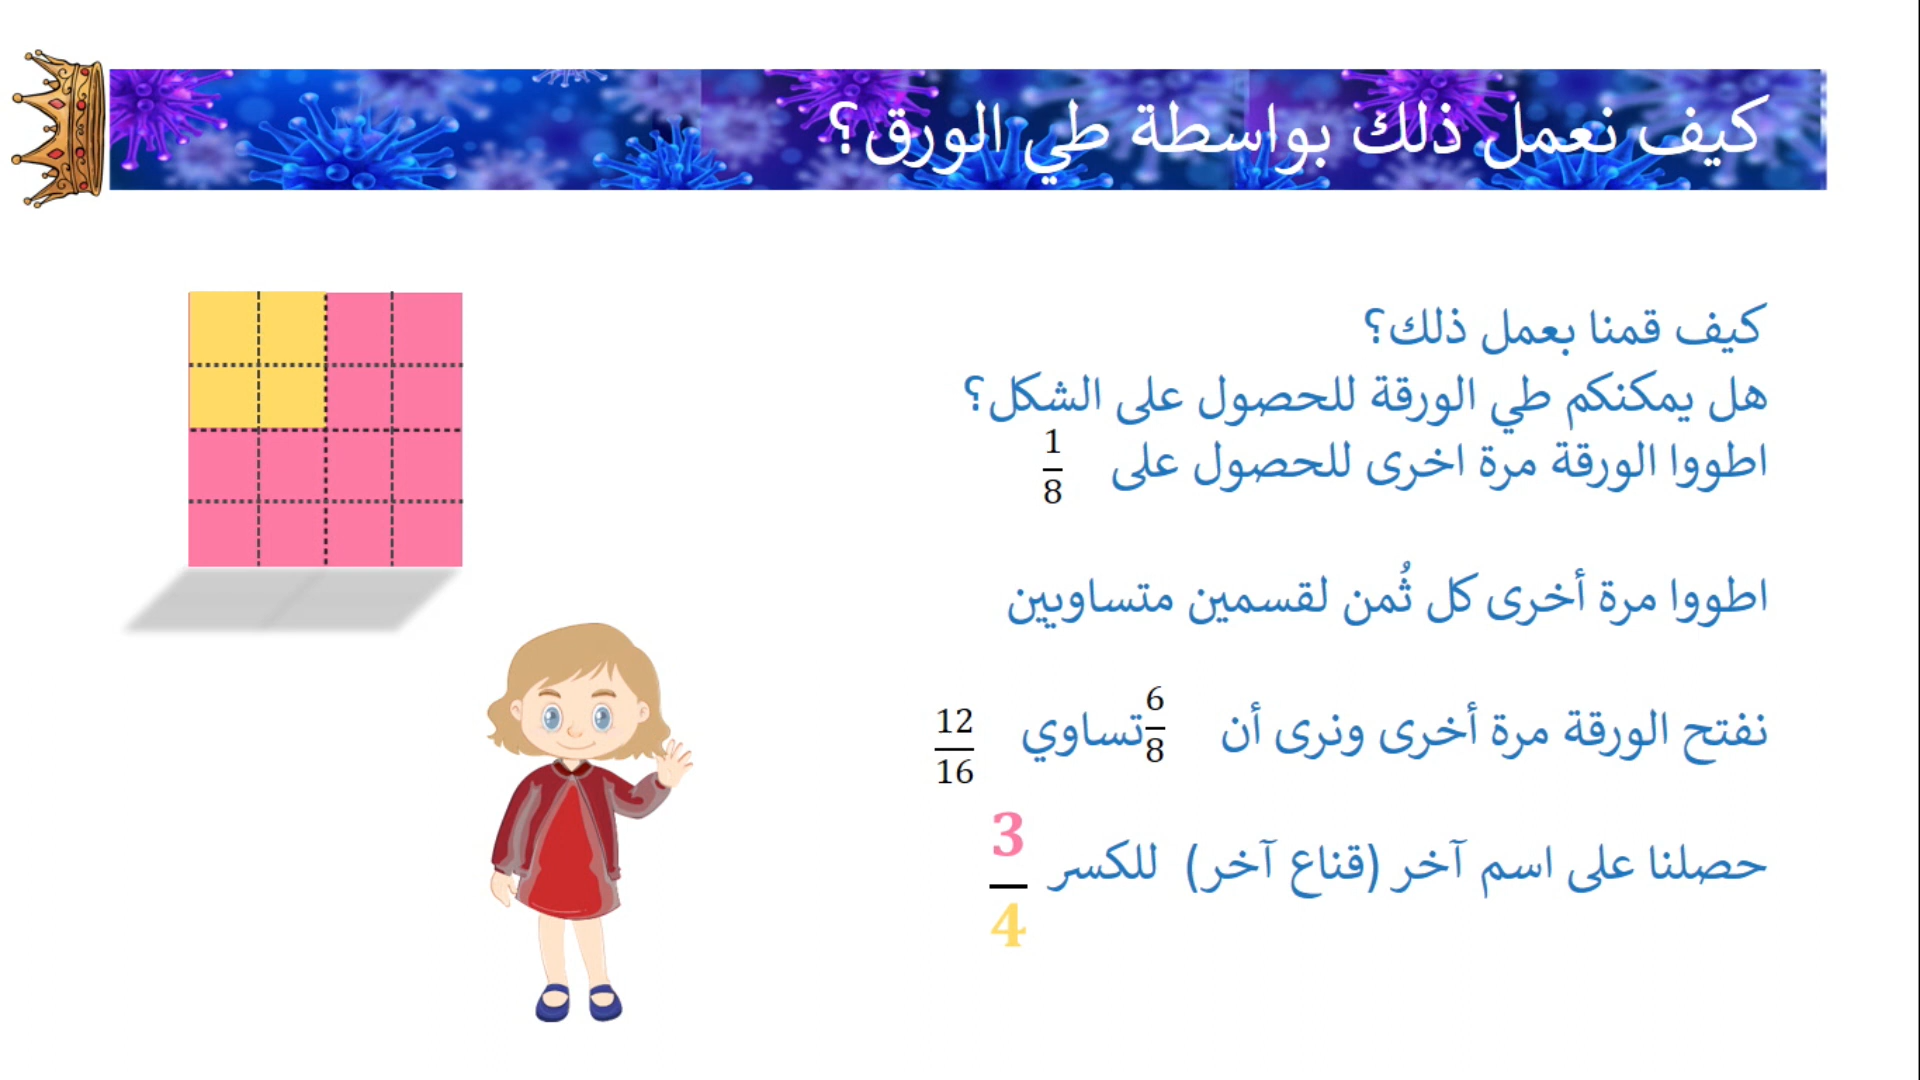 كيف نعمل ذلك بواسطة طي الورق؟
كيف قمنا بعمل ذلك؟
هل يمكنكم طي الورقة للحصول على الشكل؟
اطووا الورقة مرة اخرى للحصول على 1/8
اطووا مرة أخرى كل ثُمن لقسمين متساويين
نفتح الورقة مرة أخرى ونرى أن 6/8 تساوي 12/16
حصلنا على اسم آخر (قناع آخر) للكسر 3/4